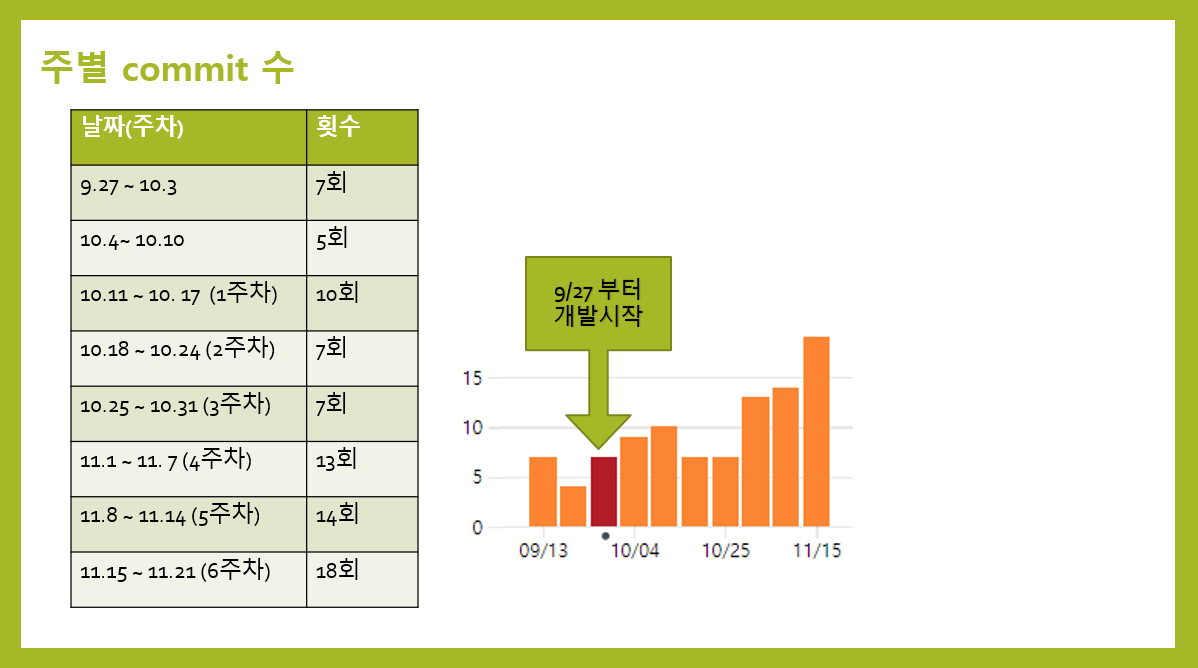 주별 commit 수
날짜(주차) 횟수
9.27 ~ 10.3 7회
10.4~ 10.10 5회
10.11 ~ 10. 17 (1주차) 10회
10.18 ~ 10.24 (2주차) 7회
10.25 ~ 10.31 (3주차) 7회
11.1 ~ 11. 7 (4주차) 13회
11.8 ~ 11.14 (5주차) 14회
11.15 ~ 11.21 (6주차) 18회
9/27 부터
개발시작
15
10
5
0
09/13 10/04 10/25 11/15